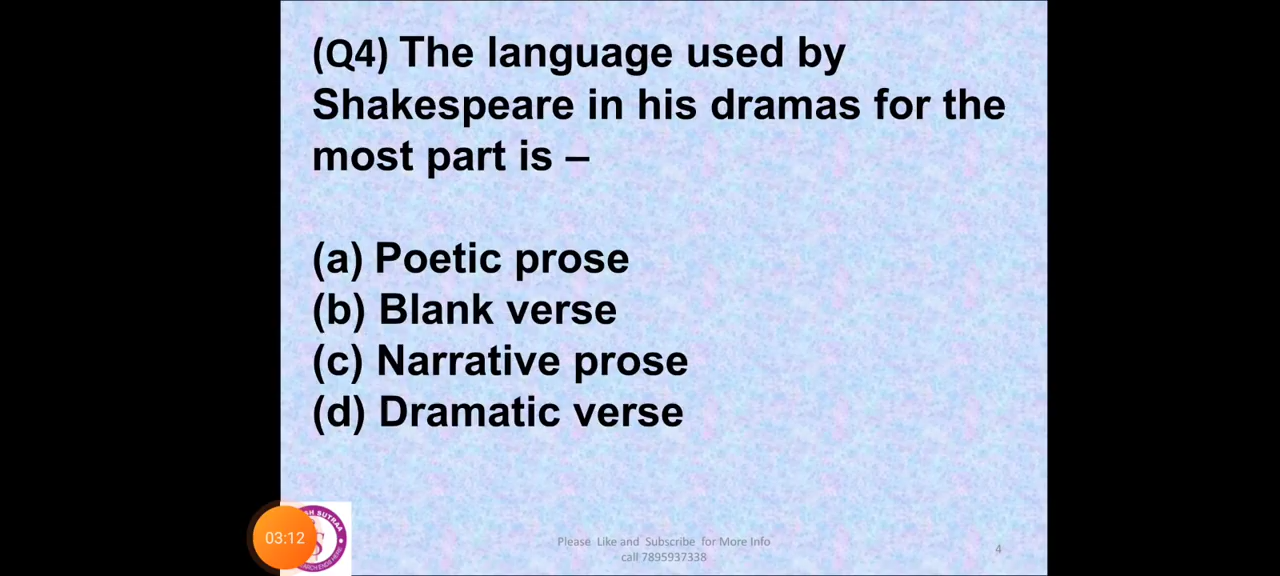 (Q4) The language used by
Shakespeare in his dramas for the
most part is –
(a) Poetic prose
(b) Blank verse
(c) Narrative prose
(d) Dramatic verse
03:12
Please Like and Subscribe for More Info
call 7895937338
4